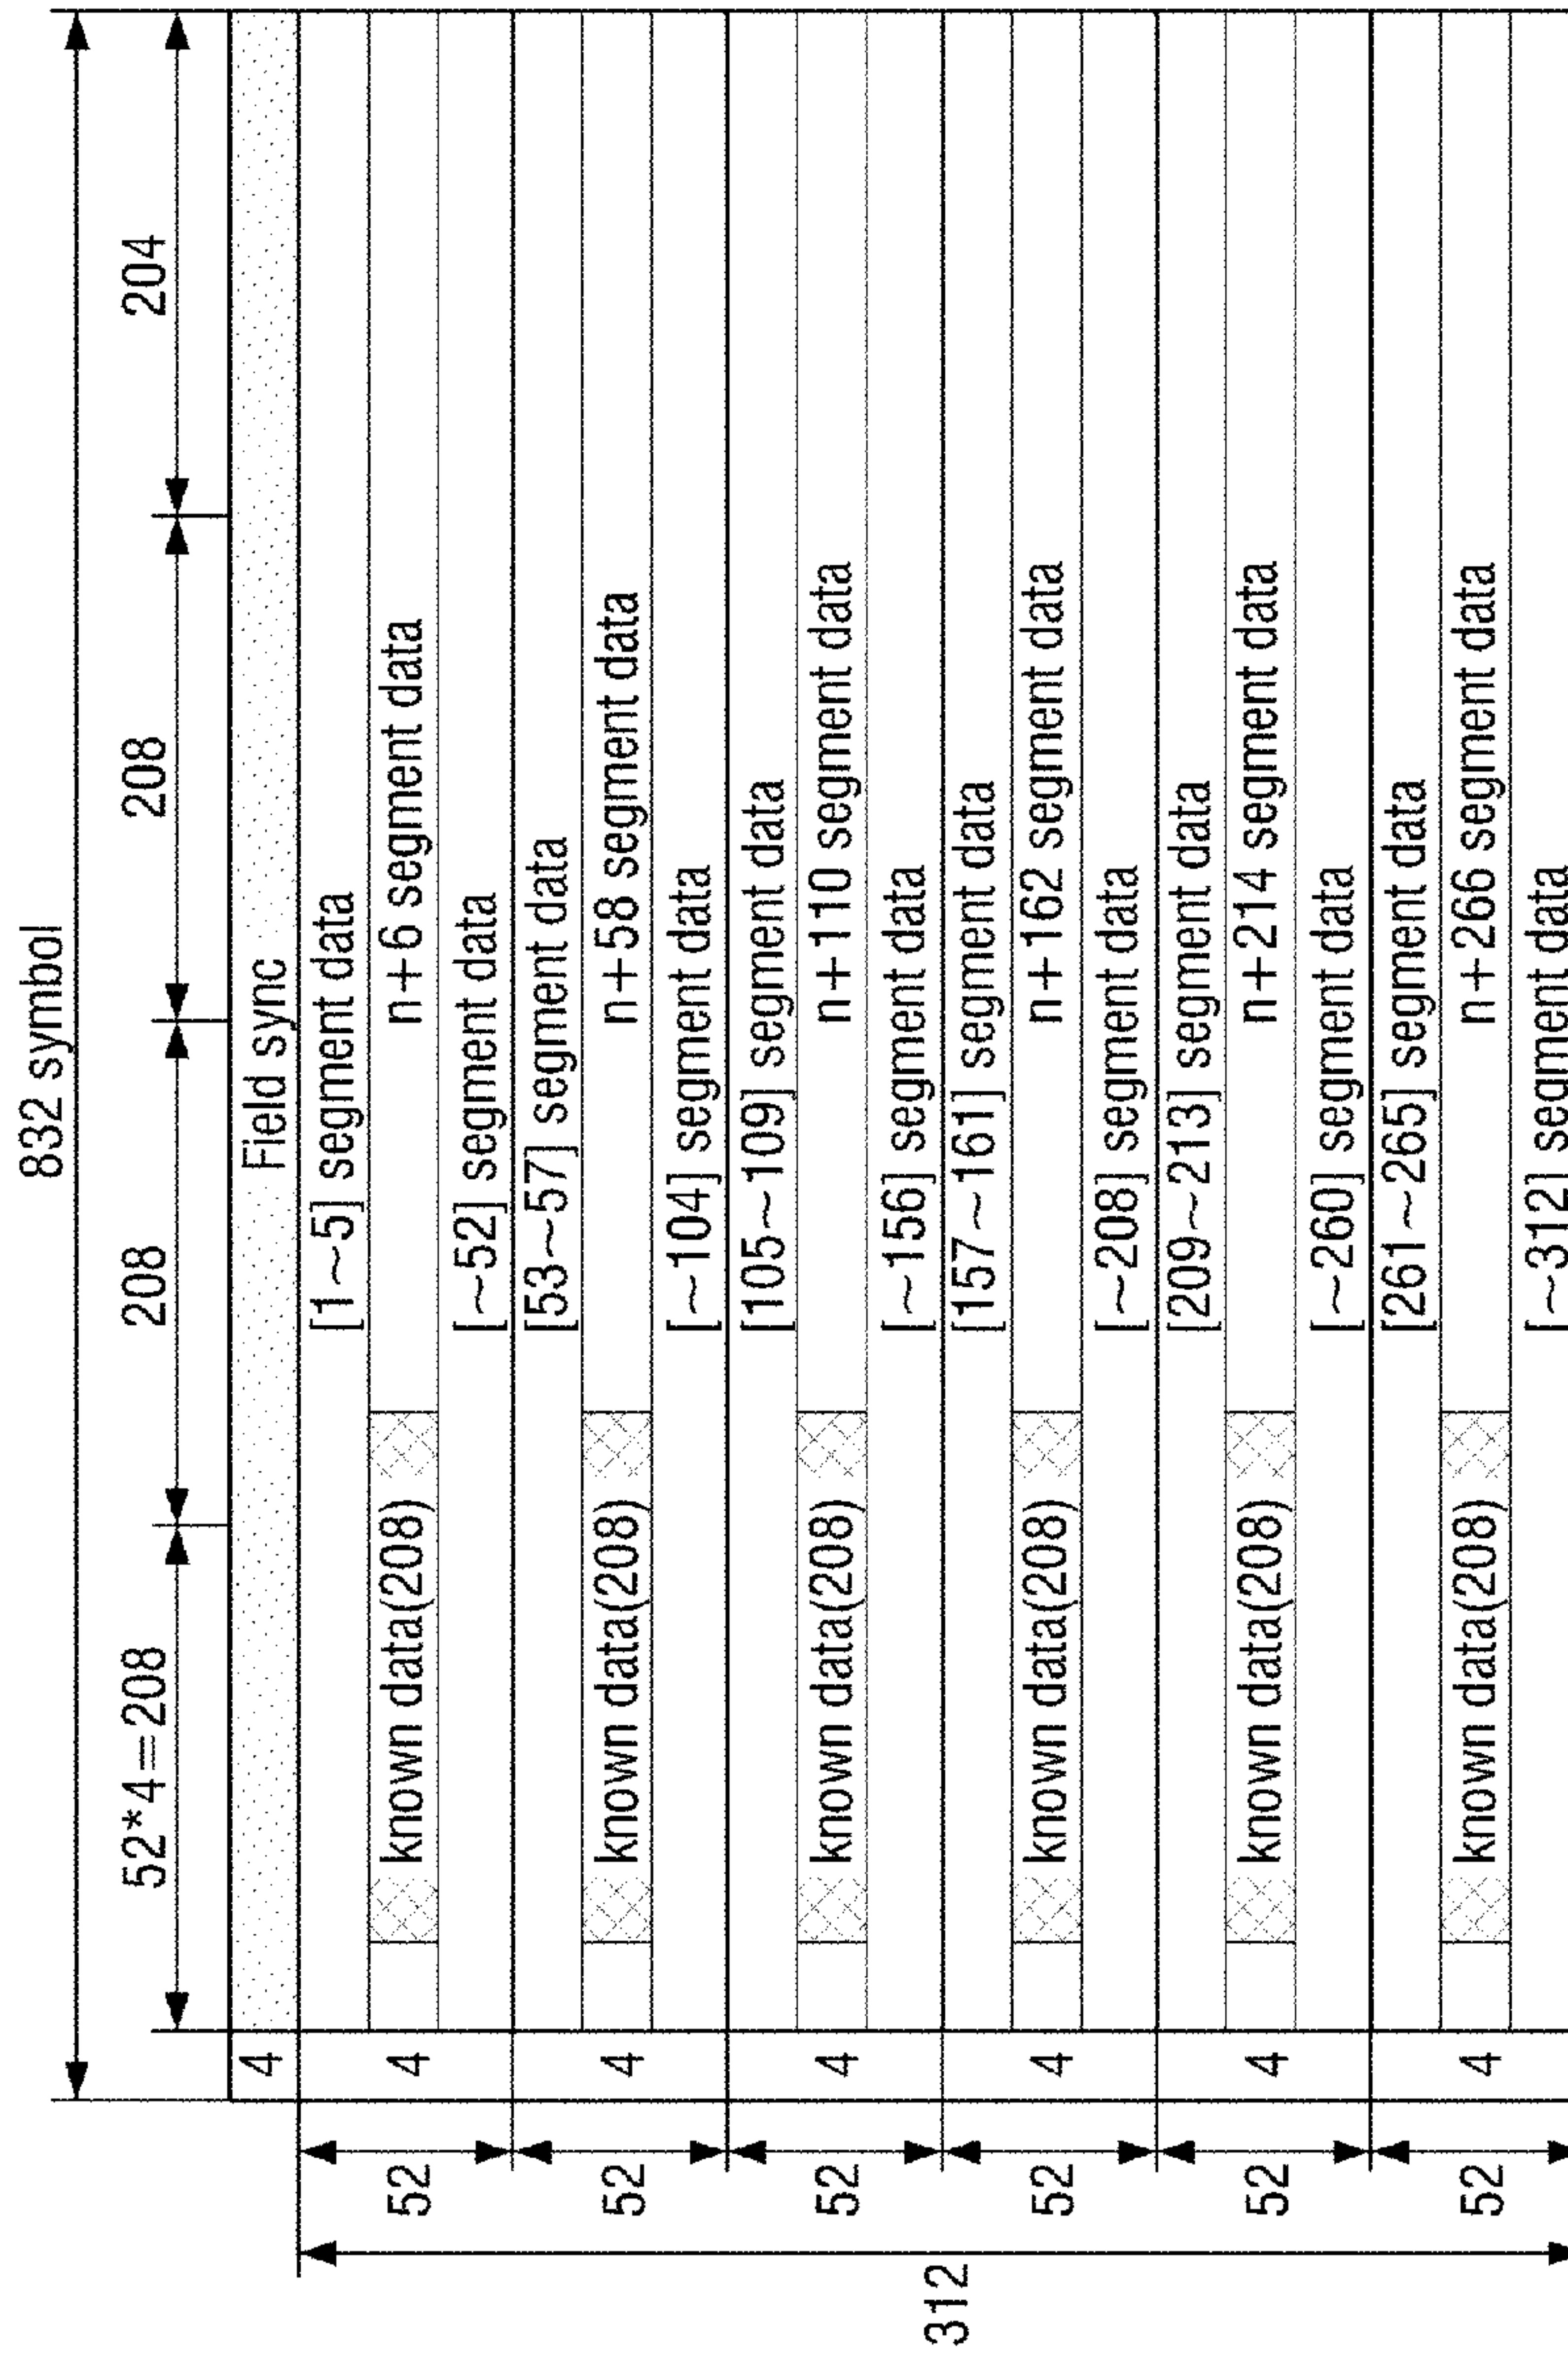 832 symbol
52*4=208
208
208
204
4
Field sync
[1~5] segment data
52
4
known data(208)
n+6 segment data
[~52] segment data
[53~57] segment data
52
4
known data(208)
n+58 segment data
[~104] segment data
[105~109] segment data
52
4
known data(208)
n+110 segment data
[~156] segment data
312
[157~161] segment data
52
4
known data(208)
n+162 segment data
[~208] segment data
[209~213] segment data
52
4
known data(208)
n+214 segment data
[~260] segment data
[261~265] segment data
52
4
known data(208)
n+266 segment data
[~312] segment data